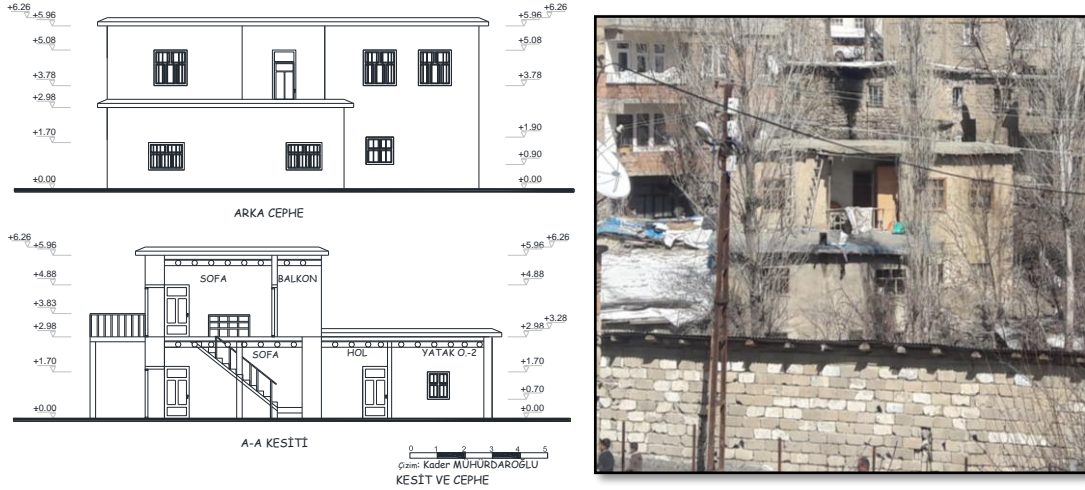 +6.26
+5.96
+5.08
+3.78
+2.98
+1.70
+0.00
+6.26
+5.96
+5.08
+3.78
+1.90
+0.90
+0.00
ARKA CEPHE
+6.26
+5.96
+4.88
+3.83
+2.98
+1.70
+0.00
SOFA
BALKON
SOFA
HOL
YATAK O.-2
+6.26
+5.96
+4.88
+3.28
+2.98
+1.70
+0.70
+0.00
A-A KESİTİ
0 1 2 3 4 5
Çizim: Kader MÜHÜRDAROĞLU
KESİT VE CEPHE